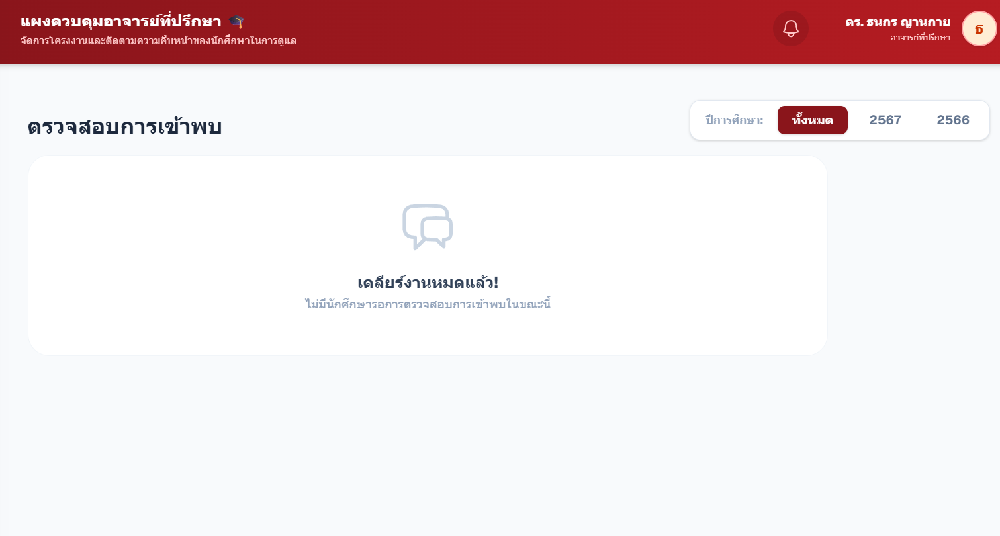 แผงควบคุมอาจารย์ที่ปรึกษา 🎓
จัดการโครงงานและติดตามความคืบหน้าของนักศึกษาในการดูแล
ดร. ธนกร ญานกาย
อาจารย์ที่ปรึกษา
ธ
ตรวจสอบการเข้าพบ
ปีการศึกษา: ทั้งหมด 2567 2566
เคลียร์งานหมดแล้ว!
ไม่มีนักศึกษารอการตรวจสอบการเข้าพบในขณะนี้